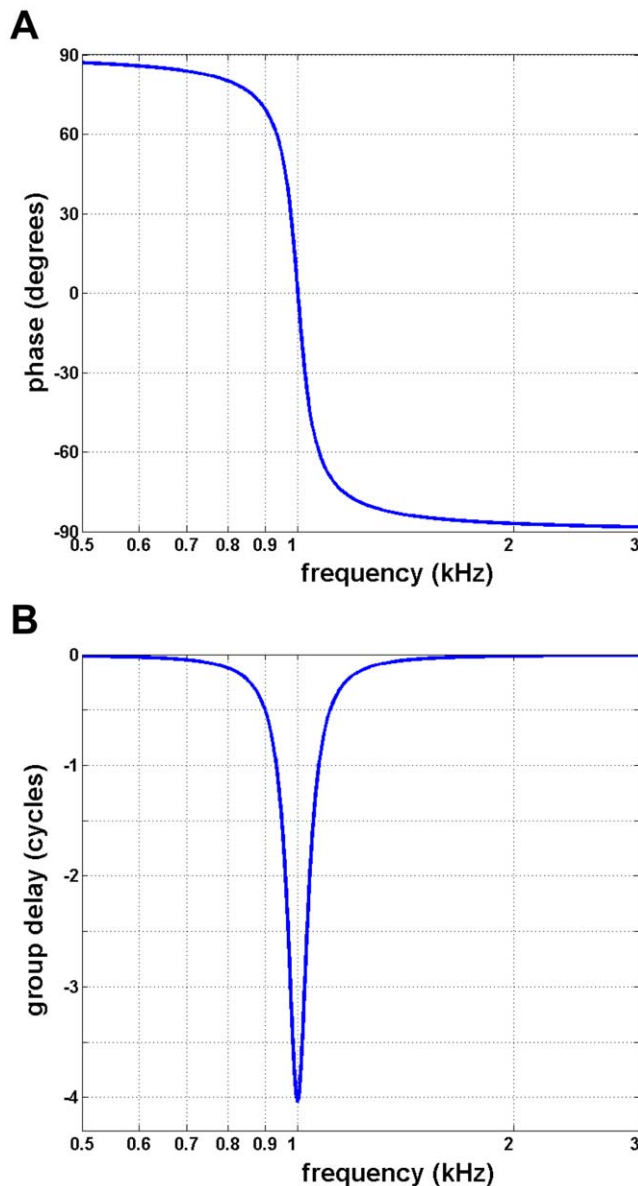 A
90
60
30
0
-30
-60
-90
phase (degrees)
0.5 0.6 0.7 0.8 0.9 1 2 3
frequency (kHz)
B
0
-1
-2
-3
-4
group delay (cycles)
0.5 0.6 0.7 0.8 0.9 1 2 3
frequency (kHz)